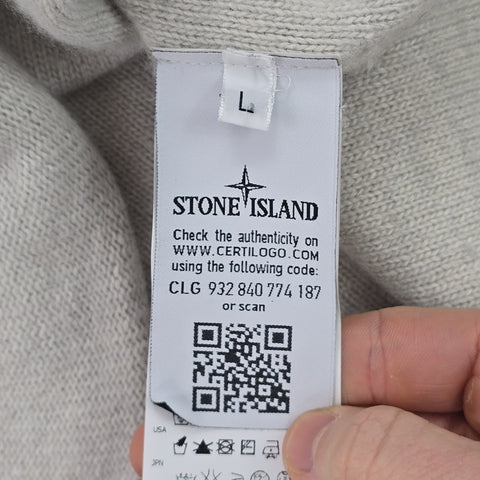 L
STONE ISLAND
Check the authenticity on
WWW.CERTILOGO.COM
using the following code:
CLG 932 840 774 187
or scan
USA
JPN